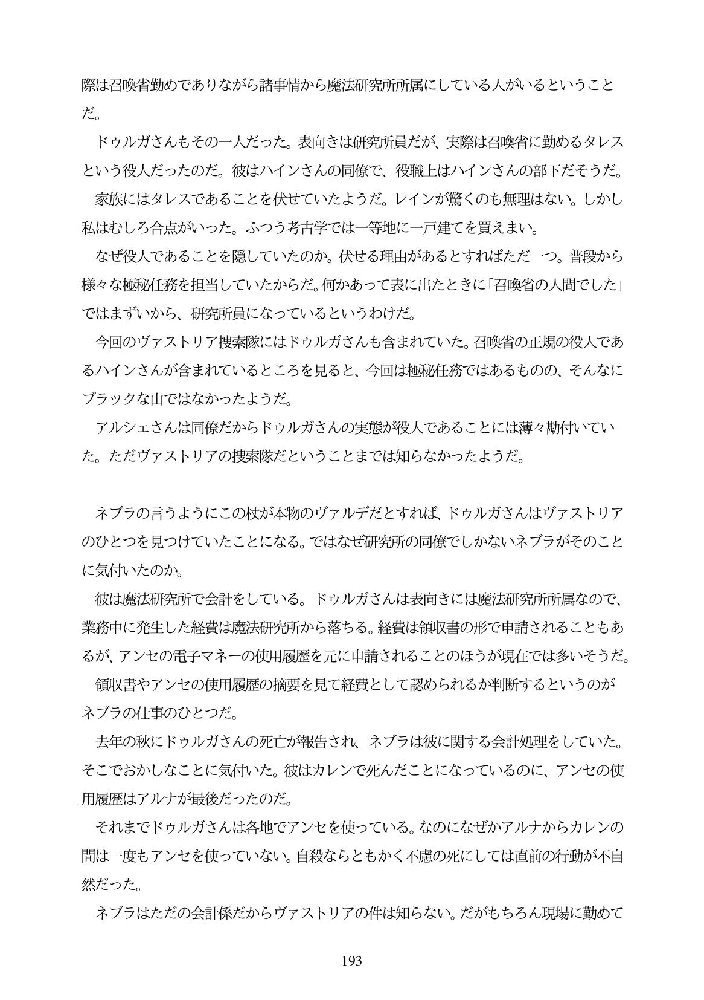 際は召喚省勤めでありながら諸事情から魔法研究所所属にしている人がいるということ
だ。
　ドゥルガさんもその一人だった。表向きは研究所員だが、実際は召喚省に勤めるタレス
という役人だったのだ。彼はハインさんの同僚で、役職上はハインさんの部下だそうだ。
　家族にはタレスであることを伏せていたようだ。レインが驚くのも無理はない。しかし
私はむしろ合点がいった。ふつう考古学では一等地に一戸建てを買えまい。
　なぜ役人であることを隠していたのか。伏せる理由があるとすればただ一つ。普段から
様々な極秘任務を担当していたからだ。何かあって表に出たときに「召喚省の人間でした」
ではまずいから、研究所員になっているというわけだ。
　今回のヴァストリア捜索隊にはドゥルガさんも含まれていた。召喚省の正規の役人であ
るハインさんが含まれているところを見ると、今回は極秘任務ではあるものの、そんなに
ブラックな山ではなかったようだ。
　アルシェさんは同僚だからドゥルガさんの実態が役人であることには薄々勘付いてい
た。ただヴァストリアの捜索隊だということまでは知らなかったようだ。
　ネブラの言うようにこの杖が本物のヴァルデだとすれば、ドゥルガさんはヴァストリア
のひとつを見つけていたことになる。ではなぜ研究所の同僚でしかないネブラがそのこと
に気付いたのか。
　彼は魔法研究所で会計をしている。ドゥルガさんは表向きには魔法研究所所属なので、
業務中に発生した経費は魔法研究所から落ちる。経費は領収書の形で申請されることもあ
るが、アンセの電子マネーの使用履歴を元に申請されることのほうが現在では多いそうだ。
　領収書やアンセの使用履歴の摘要を見て経費として認められるか判断するというのが
ネブラの仕事のひとつだ。
　去年の秋にドゥルガさんの死亡が報告され、ネブラは彼に関する会計処理をしていた。
そこでおかしなことに気付いた。彼はカレンで死んだことになっているのに、アンセの使
用履歴はアルナが最後だったのだ。
　それまでドゥルガさんは各地でアンセを使っている。なのになぜかアルナからカレンの
間は一度もアンセを使っていない。自殺ならともかく不慮の死にしては直前の行動が不自
然だった。
　ネブラはただの会計係だからヴァストリアの件は知らない。だがもちろん現場に勤めて
193